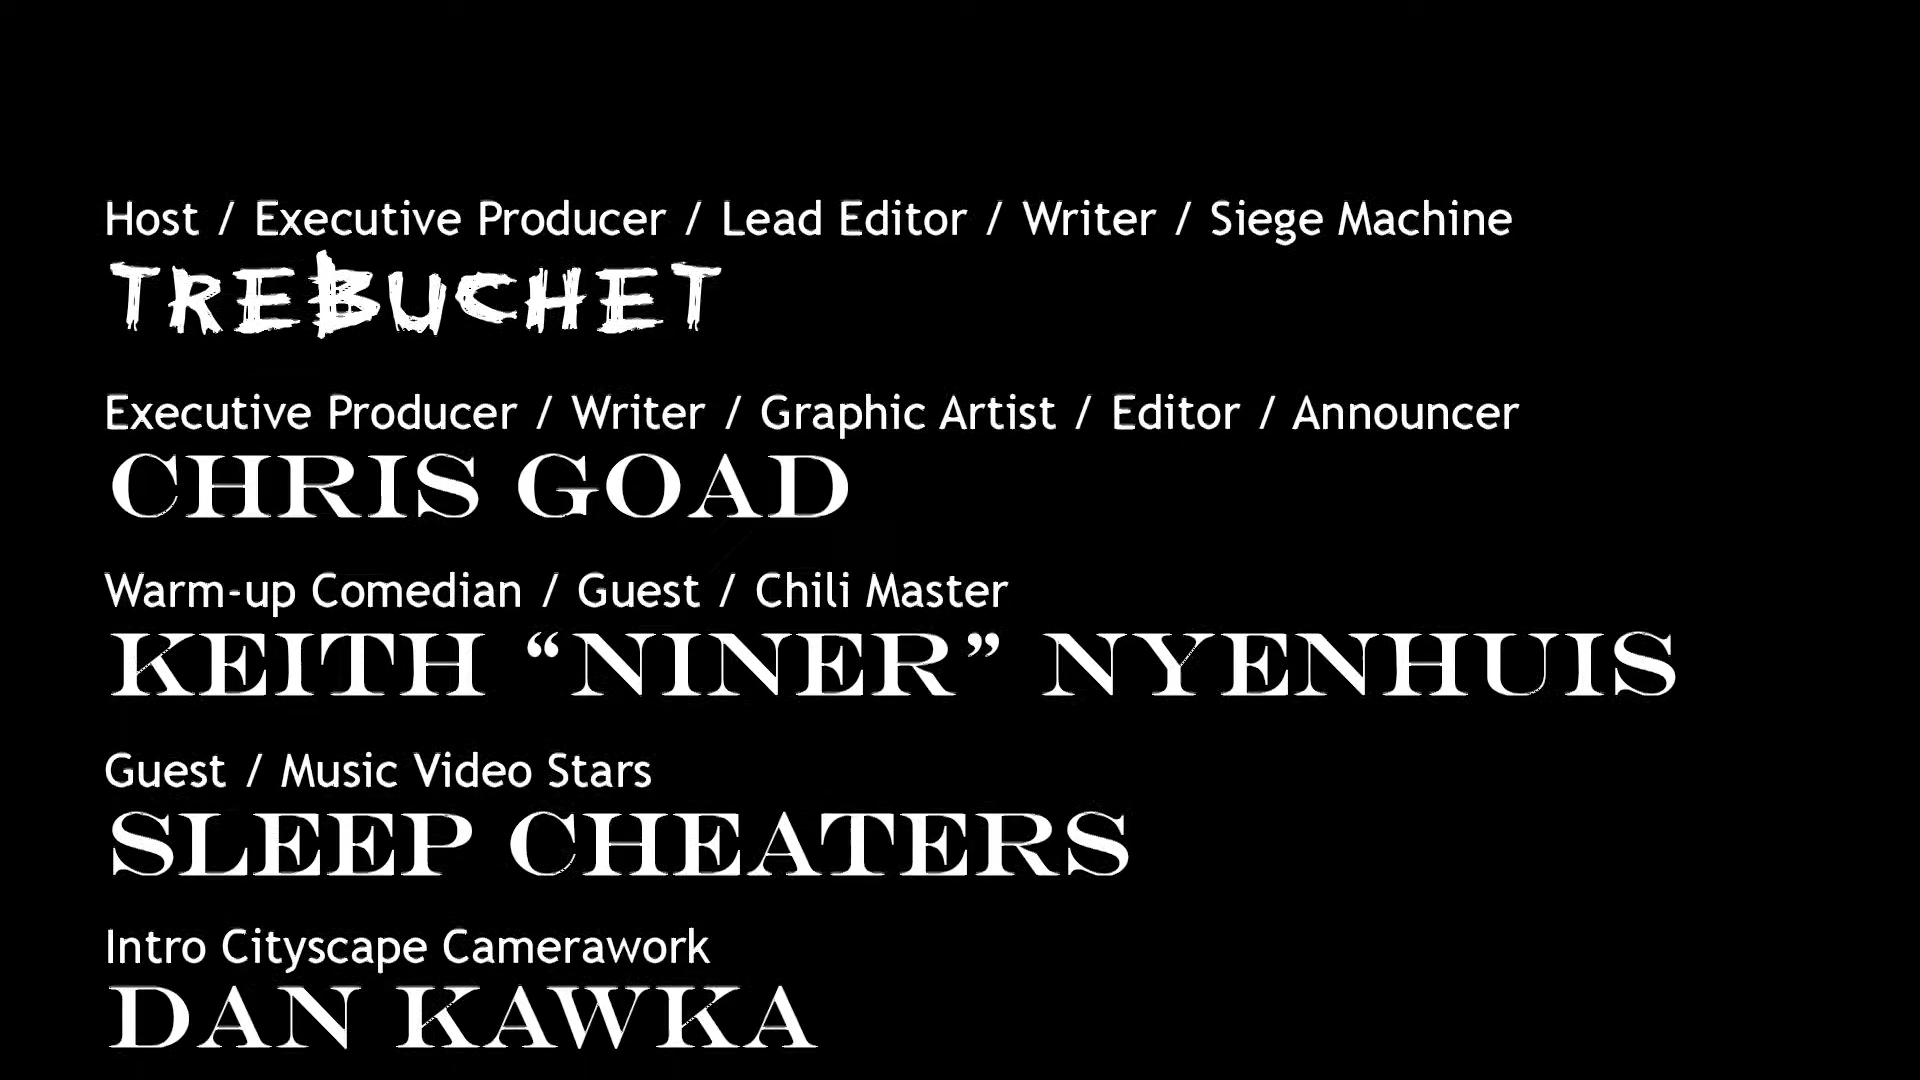 Host / Executive Producer / Lead Editor / Writer / Siege Machine
TREBUCHET
Executive Producer / Writer / Graphic Artist / Editor / Announcer
CHRIS GOAD
Warm-up Comedian / Guest / Chili Master
KEITH “NINER” NYENHUIS
Guest / Music Video Stars
SLEEP CHEATERS
Intro Cityscape Camerawork
DAN KAWKA